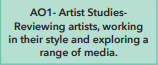 AO1- Artist Studies-
Reviewing artists, working
in their style and exploring a
range of media.